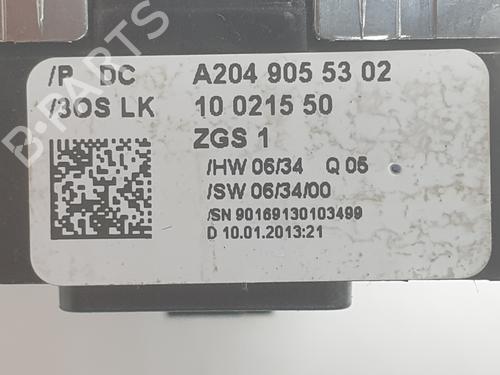 /P DC A204 905 53 02
/3OS LK 10 0215 50
ZGS 1
/HW 06/34 Q 05
/SW 06/34/00
/SN 90169130103499
D 10.01.2013:21
B-PARTS